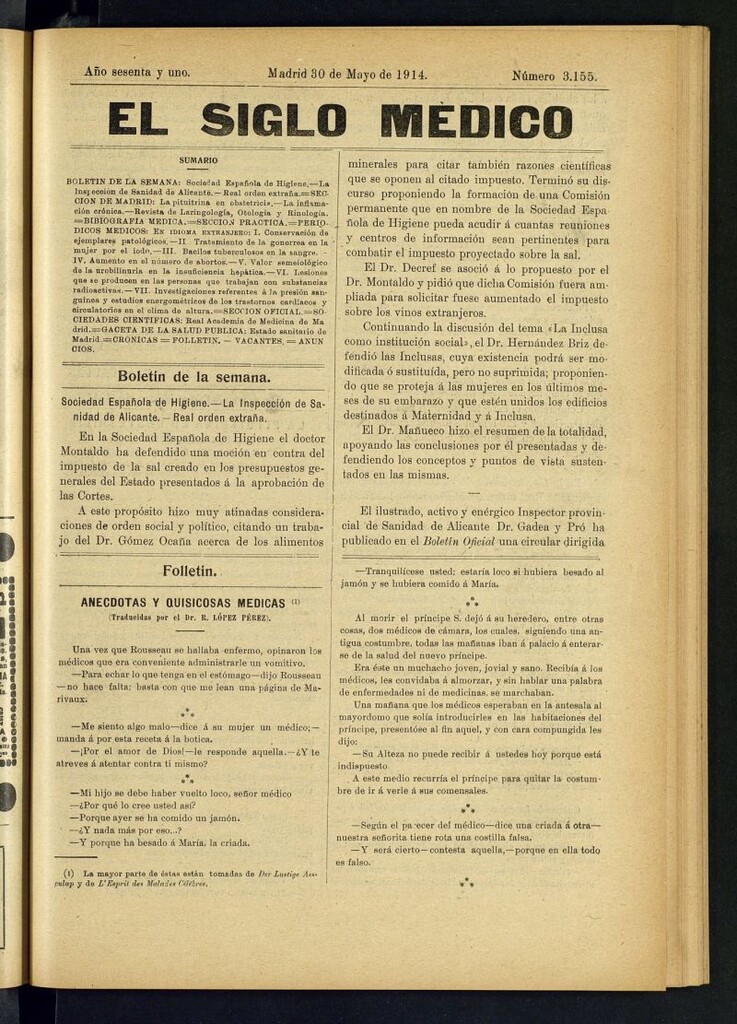 Año sesenta y uno.
Madrid 30 de Mayo de 1914.
Número 3.155.
EL SIGLO MÉDICO
SUMARIO
BOLETIN DE LA SEMANA: Sociedad Española de Higiene.—La
Inspección de Sanidad de Alicante.—Real orden extraña.=SEC-
CION DE MADRID: La pituitrina en obstetricia.—La inflama-
ción crónica.—Revista de Laringología, Otología y Rinología.
=BIBLIOGRAFIA MEDICA.=SECCION PRACTICA.=PERIO-
DICOS MEDICOS: EN IDIOMA EXTRANJERO: I. Conservación de
ejemplares patológicos.—II Tratamiento de la gonorrea en la
mujer por el iodo.—III. Bacilos tuberculosos en la sangre.—
IV. Aumento en el número de abortos.—V. Valor semeiológico
de la urobilinuria en la insuficiencia hepática.—VI. Lesiones
que se producen en las personas que trabajan con substancias
radioactivas.—VII. Investigaciones referentes á la presión san-
guínea y estudios energométricos de los trastornos cardíacos y
circulatorios en el clima de altura.=SECCION OFICIAL.=SO-
CIEDADES CIENTIFICAS: Real Academia de Medicina de Ma
drid.=GACETA DE LA SALUD PUBLICA: Estado sanitario de
Madrid.=CRONICAS = FOLLETIN. - VACANTES. = ANUN
CIOS.
Boletín de la semana.
Sociedad Española de Higiene.—La Inspección de Sa-
nidad de Alicante. – Real orden extraña.
En la Sociedad Española de Higiene el doctor
Montaldo ha defendido una moción en contra del
impuesto de la sal creado en los presupuestos gene-
rales del Estado presentados á la aprobación de
las Cortes.
A este propósito hizo muy atinadas considera-
ciones de orden social y político, citando un traba-
jo del Dr. Gómez Ocaña acerca de los alimentos
minerales para citar también razones científicas
que se oponen al citado impuesto. Terminó su dis-
curso proponiendo la formación de una Comisión
permanente que en nombre de la Sociedad Espa
ñola de Higiene pueda acudir á cuantas reuniones
y centros de información sean pertinentes para
combatir el impuesto proyectado sobre la sal.
El Dr. Decref se asoció á lo propuesto por el
Dr. Montaldo y pidió que dicha Comisión fuera am-
pliada para solicitar fuese aumentado el impuesto
sobre los vinos extranjeros.
Continuando la discusión del tema «La Inclusa
como institución social», el Dr. Hernández Briz de-
fendió las Inclusas, cuya existencia podrá ser mo-
dificada ó sustituída, pero no suprimida; proponien-
do que se proteja á las mujeres en los últimos me-
ses de su embarazo y que estén unidos los edificios
destinados á Maternidad y á Inclusa.
El Dr. Mañueco hizo el resumen de la totalidad,
apoyando las conclusiones por él presentadas y de-
fendiendo los conceptos y puntos de vista susten-
tados en las mismas.
El ilustrado, activo y enérgico Inspector provin-
cial de Sanidad de Alicante Dr. Gadea y Pró ha
publicado en el Boletín Oficial una circular dirigida
Folletín.
ANECDOTAS Y QUISICOSAS MEDICAS (1)
(Traducidas por el Dr. R. LÓPEZ PÉREZ).
Una vez que Rousseau se hallaba enfermo, opinaron los
médicos que era conveniente administrarle un vomitivo.
—Para echar lo que tenga en el estómago—dijo Rousseau
—no hace falta: basta con que me lean una página de Ma-
rivaux.
* * *
—Me siento algo malo—dice á su mujer un médico;—
manda á por esta receta á la botica.
—¡Por el amor de Dios!—le responde aquella.—¿Y te
atreves á atentar contra ti mismo?
* * *
—Mi hijo se debe haber vuelto loco, señor médico
—¿Por qué lo cree usted así?
—Porque ayer se ha comido un jamón.
—¿Y nada más por eso...?
—Y porque ha besado á María, la criada.
(1) La mayor parte de éstas están tomadas de Der Lustige Aes-
culap y de L'Esprit des Malades Célébres.
—Tranquilícese usted; estaría loco si hubiera besado al
jamón y se hubiera comido á María.
* * *
Al morir el príncipe S. dejó á su heredero, entre otras
cosas, dos médicos de cámara, los cuales, siguiendo una an-
tigua costumbre, todas las mañanas iban á palacio á enterar-
se de la salud del nuevo príncipe.
Era éste un muchacho joven, jovial y sano. Recibía á los
médicos, les convidaba á almorzar, y sin hablar una palabra
de enfermedades ni de medicinas, se marchaban.
Una mañana que los médicos esperaban en la antesala al
mayordomo que solía introducirles en las habitaciones del
príncipe, presentóse al fin aquel, y con cara compungida les
dijo:
—Su Alteza no puede recibir á ustedes hoy porque está
indispuesto
A este medio recurría el príncipe para quitar la costum-
bre de ir á verle á sus comensales.
* * *
—Según el parecer del médico—dice una criada á otra—
nuestra señorita tiene rota una costilla falsa.
—Y será cierto—contesta aquella,—porque en ella todo
es falso.
* * *